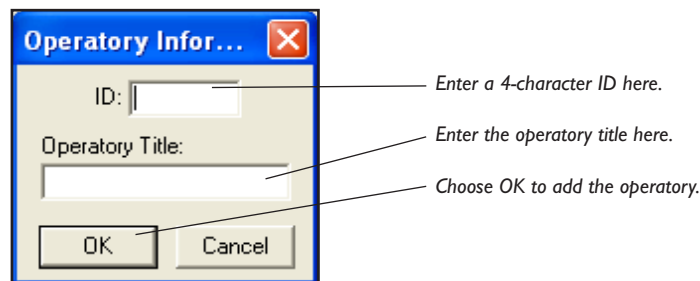 Operatory Infor...
ID:
Enter a 4-character ID here.
Operatory Title:
Enter the operatory title here.
Choose OK to add the operatory.
OK
Cancel